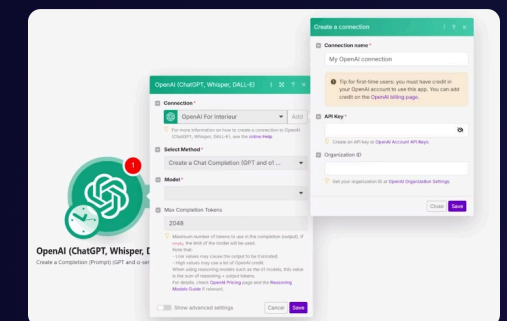 Create a connection
Connection name *
My OpenAI connection
Tip for first-time users: you must have credit in
your OpenAI account to use this app. You can add
credit on the OpenAI billing page.
API Key *
Create an API key at OpenAI Account API Keys.
Organization ID
Get your organization ID at OpenAI Organization Settings.
Close
Save
OpenAI (ChatGPT, Whisper, DALL-E)
Connection *
OpenAI For Interieur
Add
For more information on how to create a connection to OpenAI
(ChatGPT, Whisper, DALL-E), see the online Help.
Select Method *
Create a Chat Completion (GPT and o1 ...
Model *
Max Completion Tokens
2048
Maximum number of tokens to use in the completion (output). If
empty, the limit of the model will be used.
Note that:
- Low values may cause the output to be truncated.
- High values may use a lot of OpenAI credit.
When using reasoning models such as the o1 models, this value
is the sum of reasoning + output tokens.
For details, check OpenAI Pricing page and the Reasoning
Models Guide if relevant.
Show advanced settings
Cancel
Save
1
OpenAI (ChatGPT, Whisper, D
Create a Completion (Prompt) (GPT and o-ser